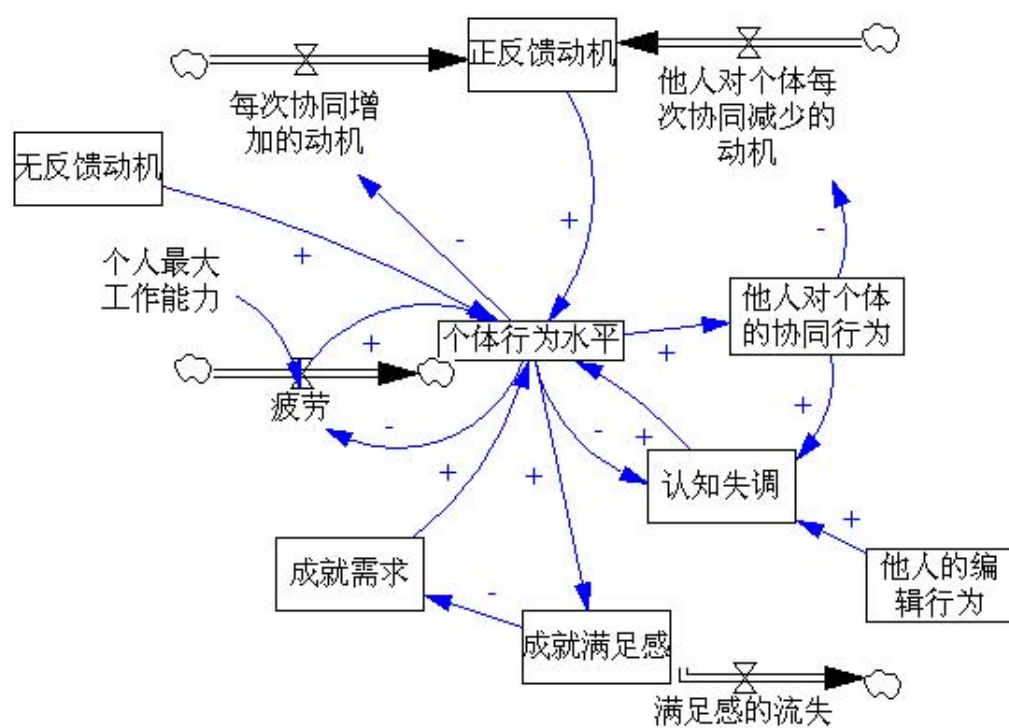 正反馈动机
每次协同增
加的动机
他人对个体每
次协同减少的
动机
无反馈动机
+
-
+
-
个人最大
工作能力
他人对个体
的协同行为
个体行为水平
+
+
疲劳
-
-
+
+
+
+
认知失调
+
成就需求
-
他人的编
辑行为
成就满足感
满足感的流失